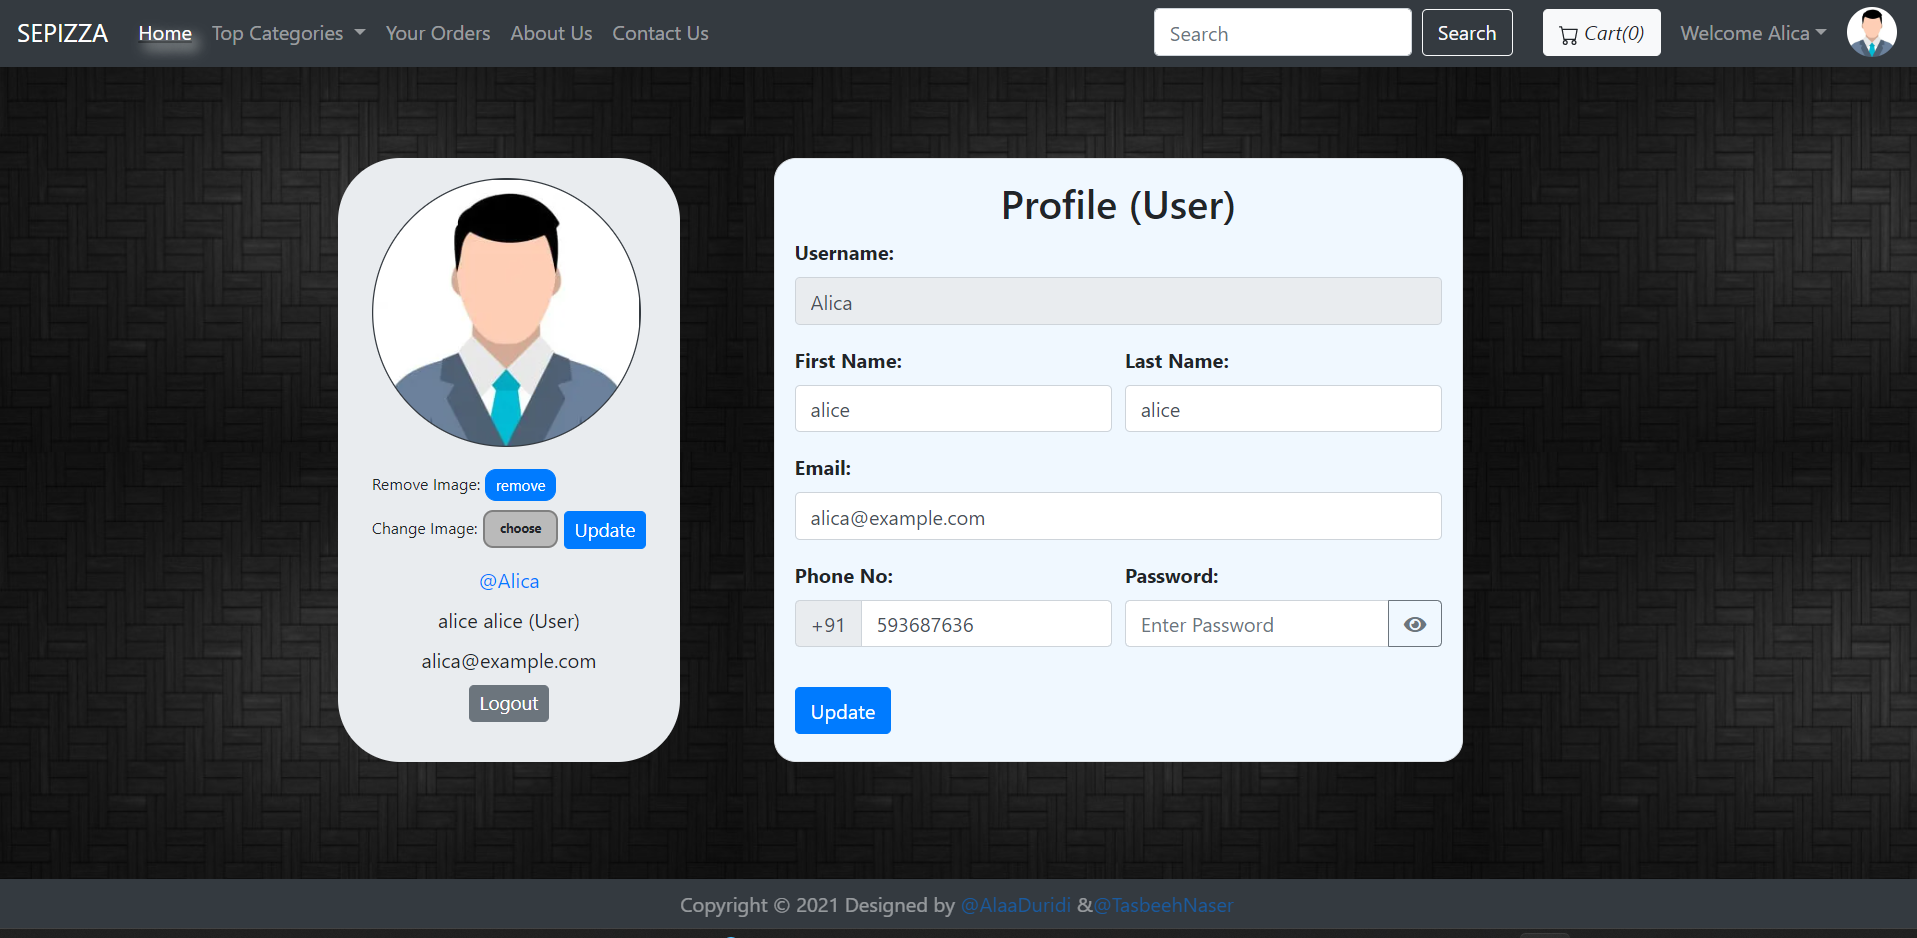 SEPIZZA Home Top Categories Your Orders About Us Contact Us Search Search Cart(0) Welcome Alica
Remove Image: remove
Change Image: choose Update
@Alica
alice alice (User)
alica@example.com
Logout
Profile (User)
Username:
Alica
First Name: Last Name:
alice alice
Email:
alica@example.com
Phone No: Password:
+91 593687636 Enter Password
Update
Copyright © 2021 Designed by @AlaaDuridi &@TasbeehNaser